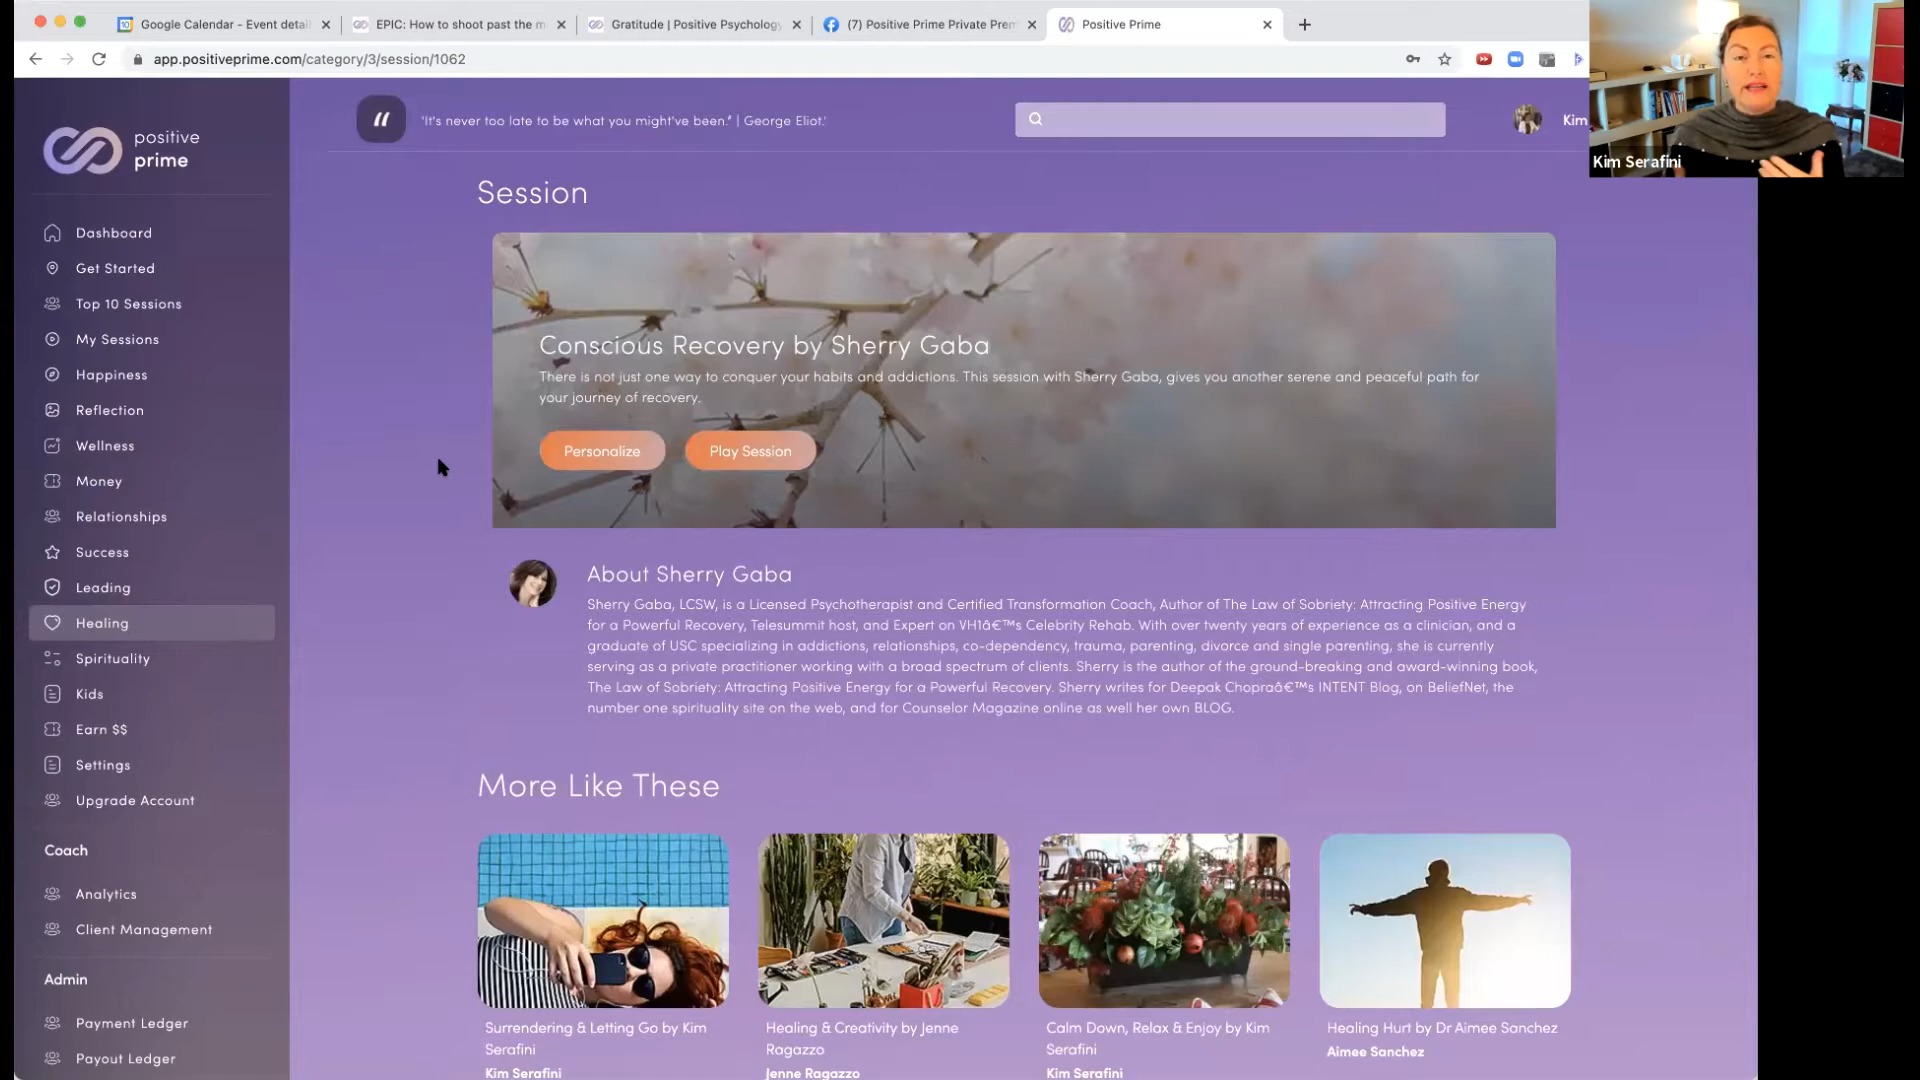 Google Calendar - Event detai
EPIC: How to shoot past the m
Gratitude | Positive Psychology
(7) Positive Prime Private Prem
Positive Prime
app.positiveprime.com/category/3/session/1062
positive
prime
"It's never too late to be what you might've been." | George Eliot.'
Kim
Kim Serafini
Dashboard
Get Started
Top 10 Sessions
My Sessions
Happiness
Reflection
Wellness
Money
Relationships
Success
Leading
Healing
Spirituality
Kids
Earn $$
Settings
Upgrade Account
Coach
Analytics
Client Management
Admin
Payment Ledger
Payout Ledger
Session
Conscious Recovery by Sherry Gaba
There is not just one way to conquer your habits and addictions. This session with Sherry Gaba, gives you another serene and peaceful path for
your journey of recovery.
Personalize
Play Session
About Sherry Gaba
Sherry Gaba, LCSW, is a Licensed Psychotherapist and Certified Transformation Coach, Author of The Law of Sobriety: Attracting Positive Energy
for a Powerful Recovery, Telesummit host, and Expert on VH1â€™s Celebrity Rehab. With over twenty years of experience as a clinician, and a
graduate of USC specializing in addictions, relationships, co-dependency, trauma, parenting, divorce and single parenting, she is currently
serving as a private practitioner working with a broad spectrum of clients. Sherry is the author of the ground-breaking and award-winning book,
The Law of Sobriety: Attracting Positive Energy for a Powerful Recovery. Sherry writes for Deepak Chopraâ€™s INTENT Blog, on BeliefNet, the
number one spirituality site on the web, and for Counselor Magazine online as well her own BLOG.
More Like These
Surrendering & Letting Go by Kim
Serafini
Kim Serafini
Healing & Creativity by Jenne
Ragazzo
Jenne Ragazzo
Calm Down, Relax & Enjoy by Kim
Serafini
Kim Serafini
Healing Hurt by Dr Aimee Sanchez
Aimee Sanchez